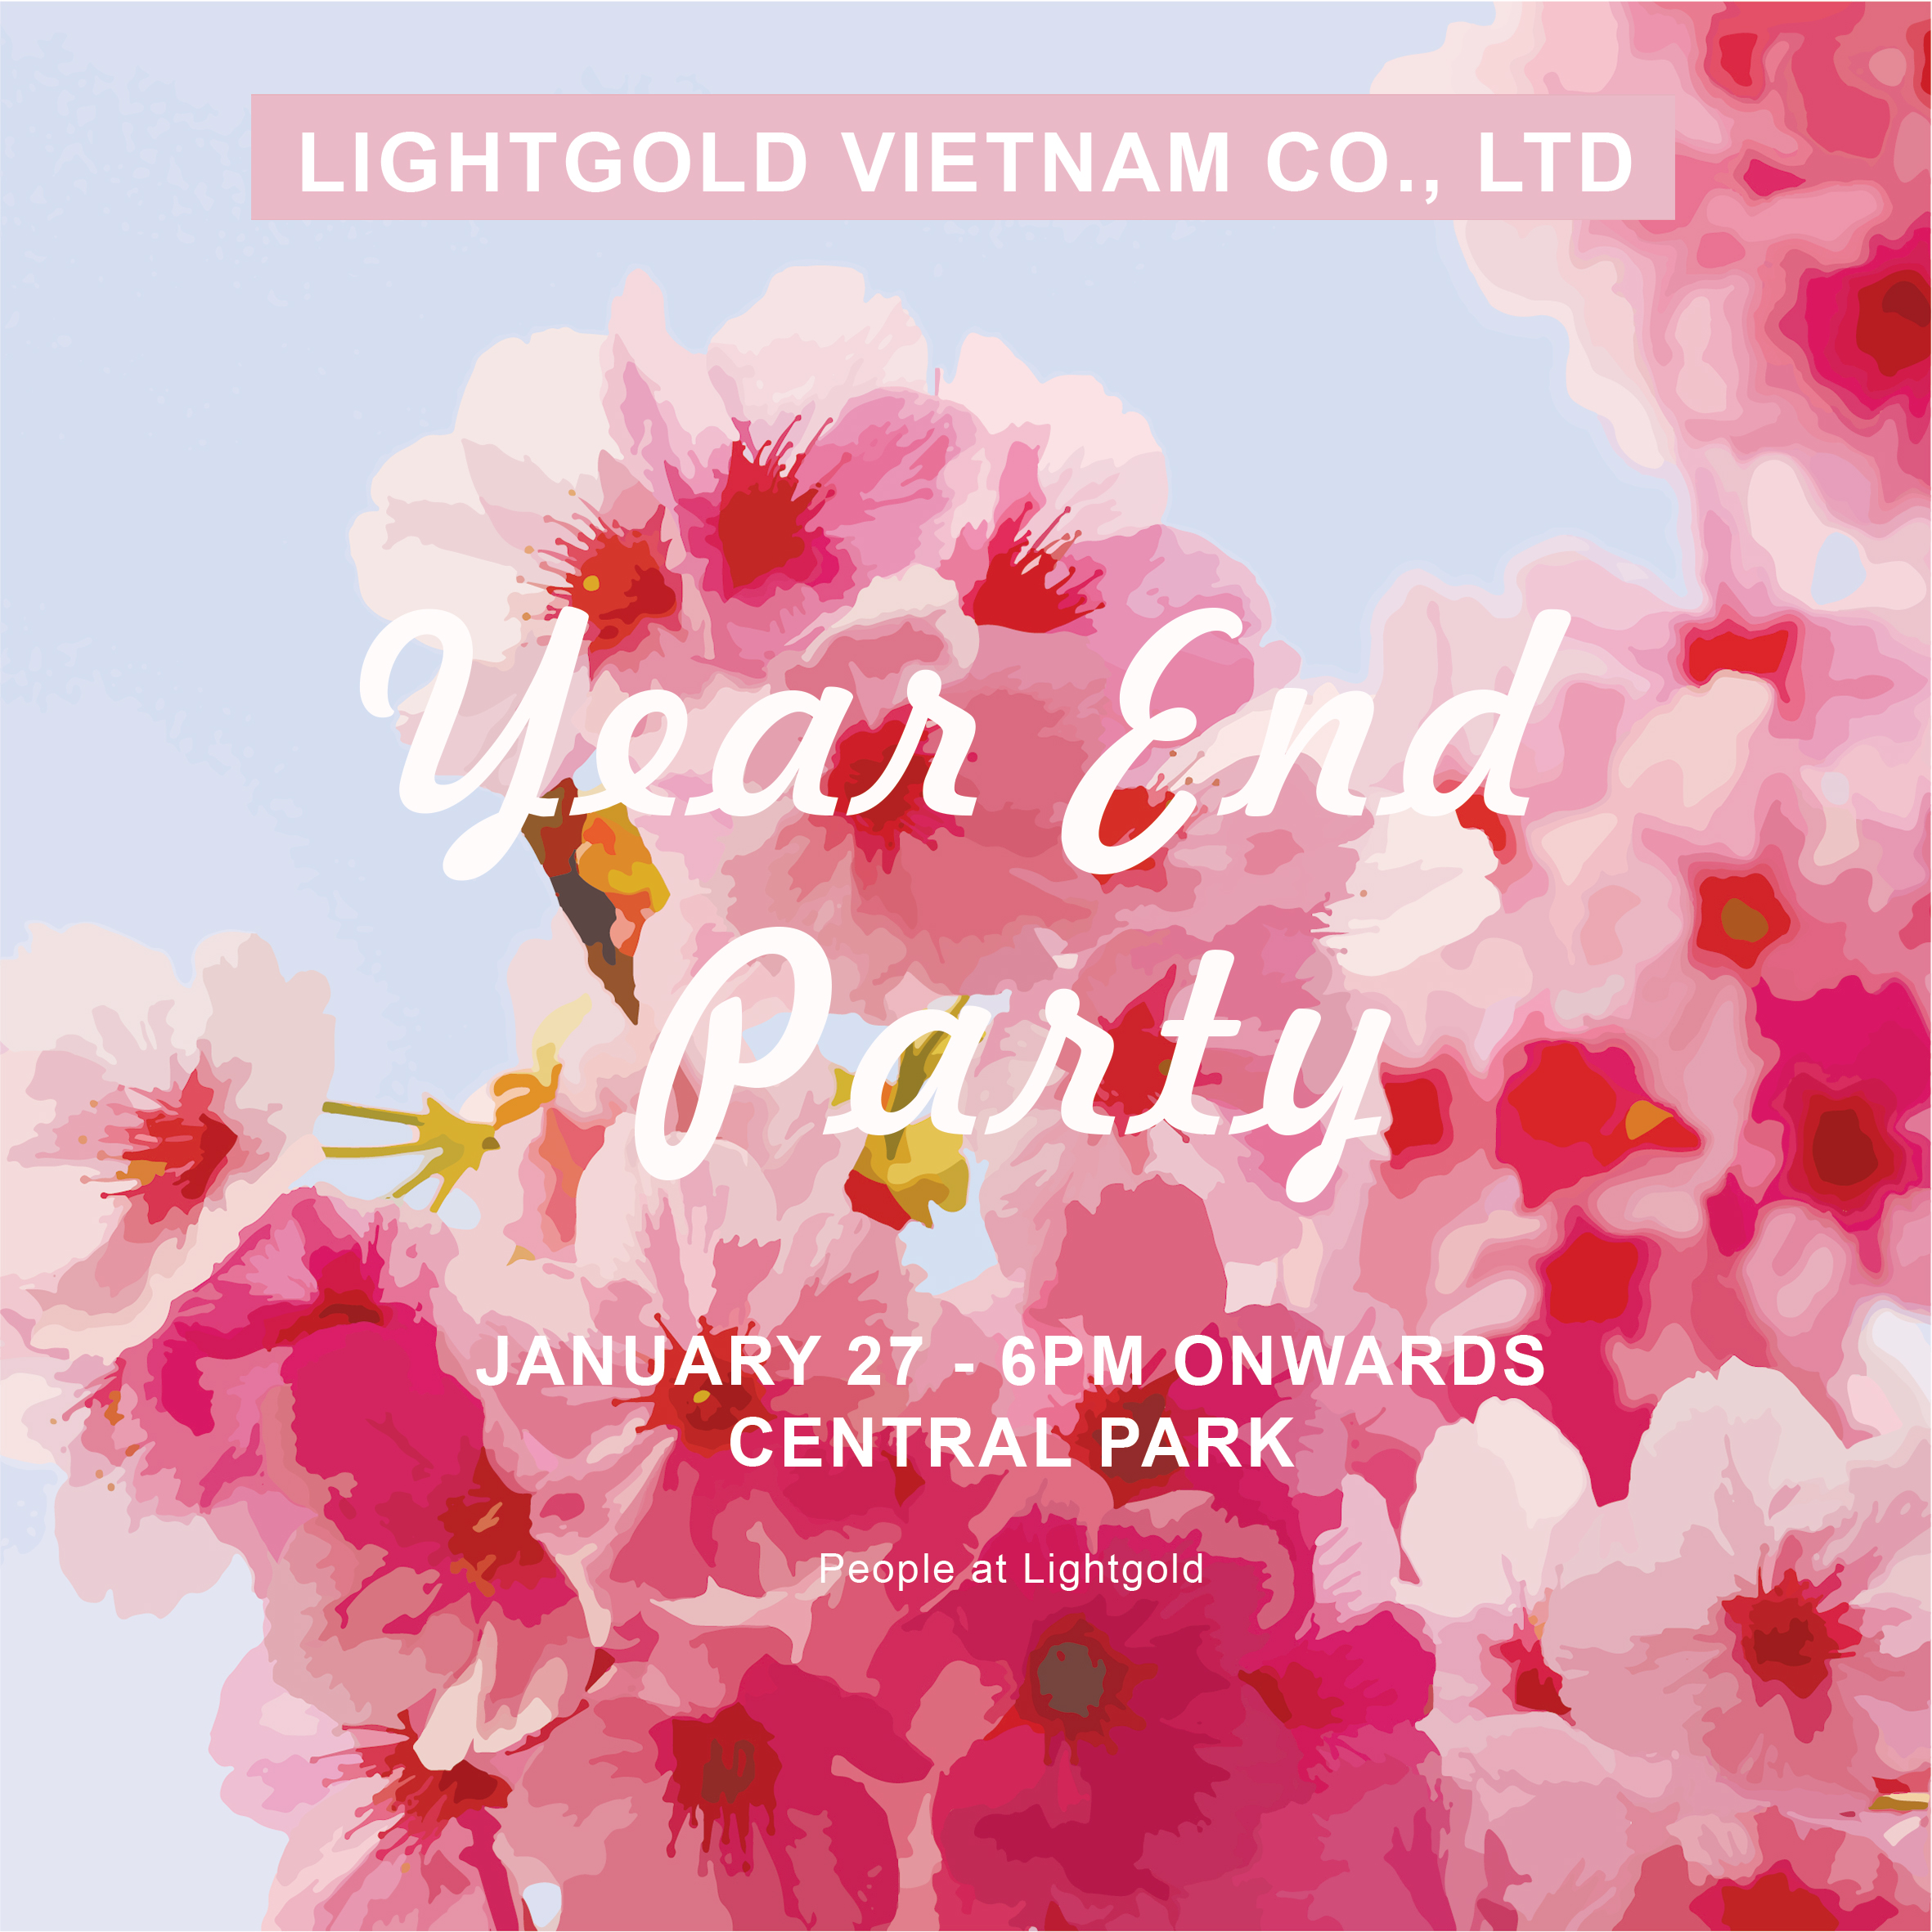 LIGHTGOLD VIETNAM CO., LTD
Year End
Party
JANUARY 27 - 6PM ONWARDS
CENTRAL PARK
People at Lightgold